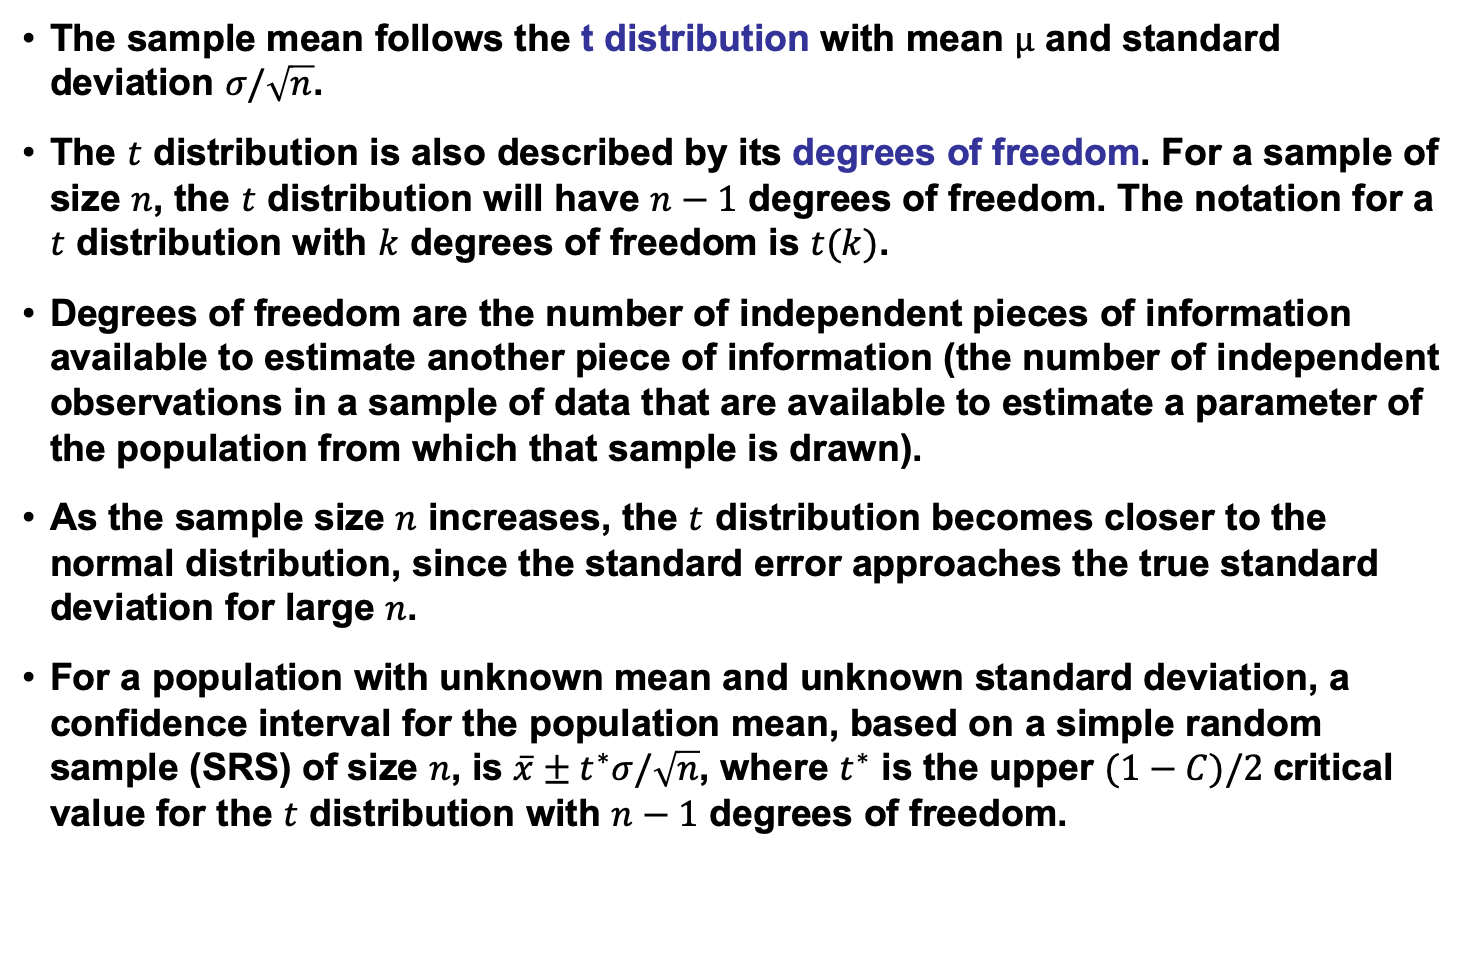 • The sample mean follows the t distribution with mean μ and standard
deviation σ/√n.
• The t distribution is also described by its degrees of freedom. For a sample of
size n, the t distribution will have n − 1 degrees of freedom. The notation for a
t distribution with k degrees of freedom is t(k).
• Degrees of freedom are the number of independent pieces of information
available to estimate another piece of information (the number of independent
observations in a sample of data that are available to estimate a parameter of
the population from which that sample is drawn).
• As the sample size n increases, the t distribution becomes closer to the
normal distribution, since the standard error approaches the true standard
deviation for large n.
• For a population with unknown mean and unknown standard deviation, a
confidence interval for the population mean, based on a simple random
sample (SRS) of size n, is x̄ ± t*σ/√n, where t* is the upper (1 − C)/2 critical
value for the t distribution with n − 1 degrees of freedom.